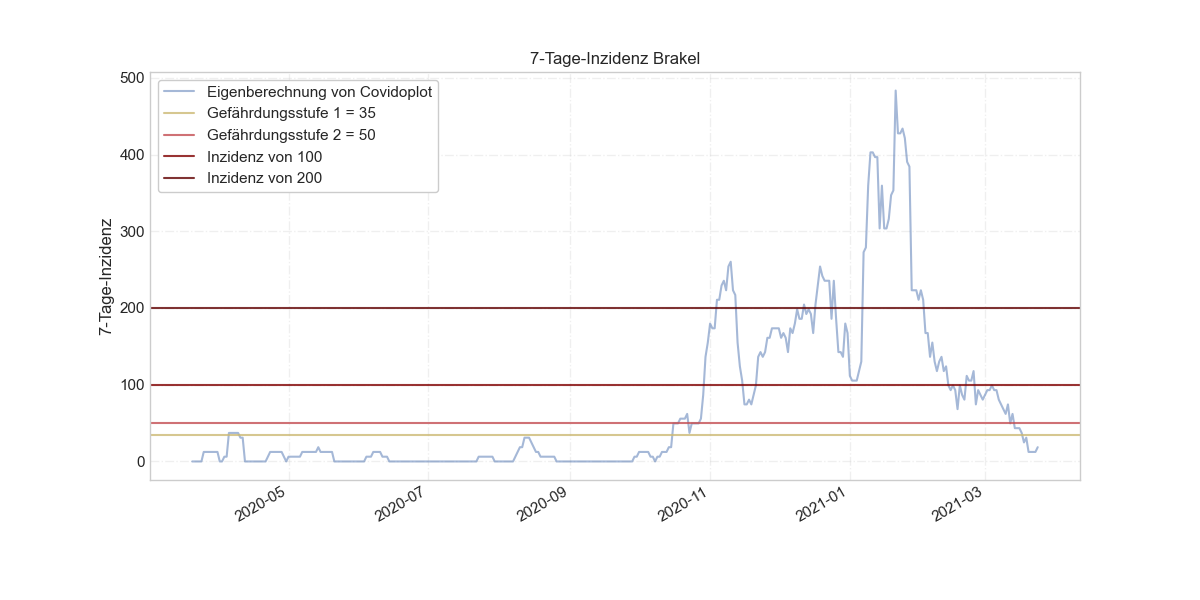 7-Tage-Inzidenz Brakel
500
400
300
200
100
0
7-Tage-Inzidenz
Eigenberechnung von Covidoplot
Gefährdungsstufe 1 = 35
Gefährdungsstufe 2 = 50
Inzidenz von 100
Inzidenz von 200
2020-05
2020-07
2020-09
2020-11
2021-01
2021-03